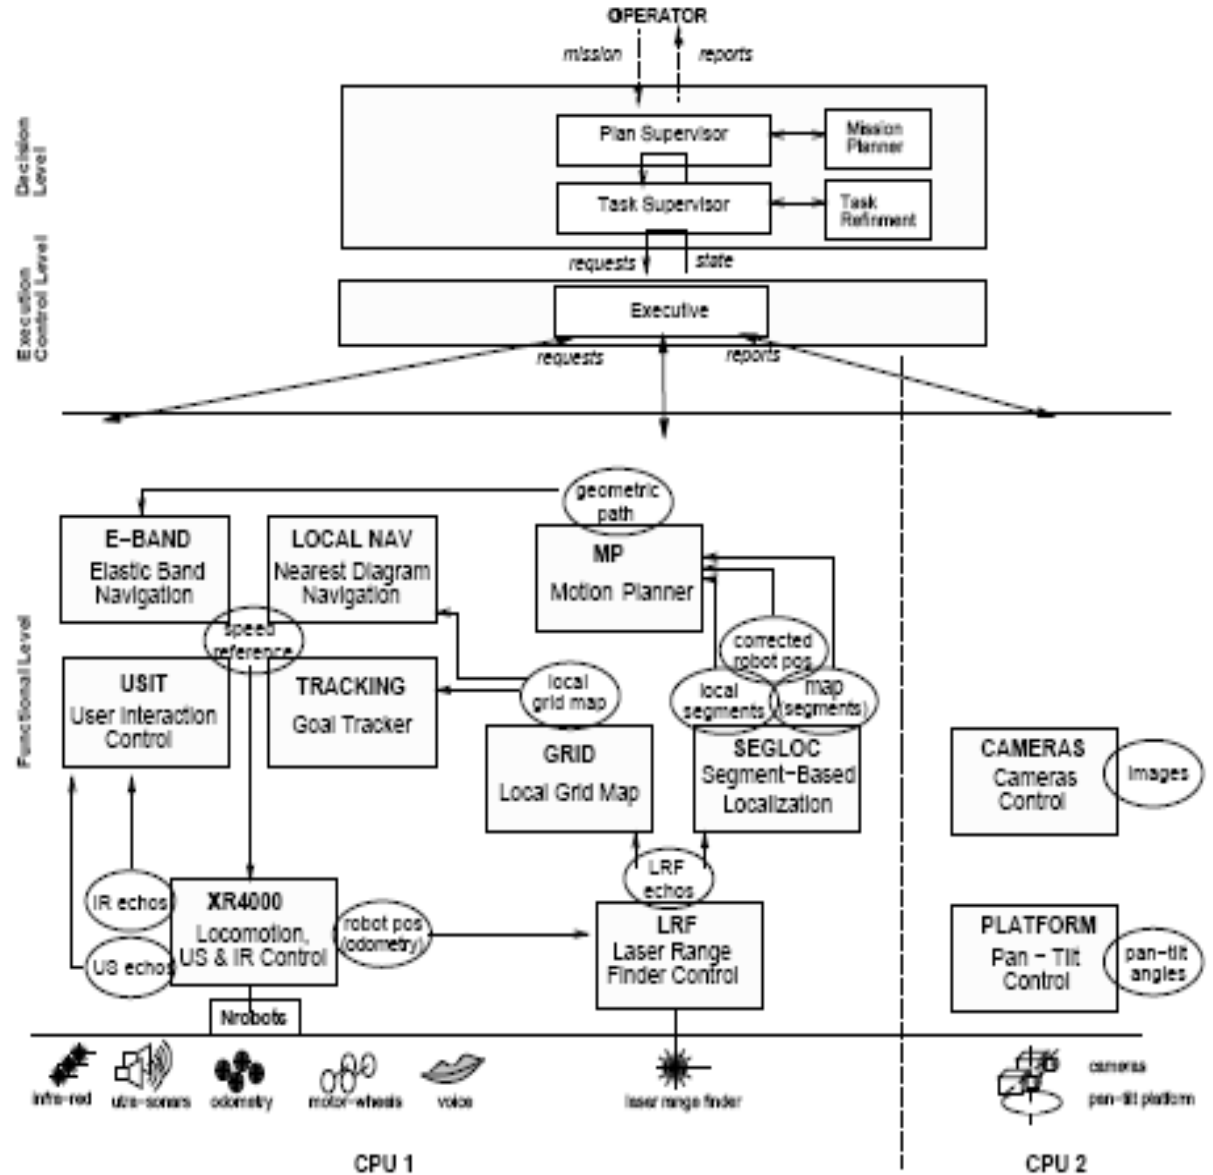 OPERATOR
mission
reports
Decision
Level
Plan Supervisor
Mission
Planner
Task Supervisor
Task
Refinment
requests
state
Execution
Control Level
Executive
requests
reports
geometric
path
E-BAND
Elastic Band
Navigation
LOCAL NAV
Nearest Diagram
Navigation
MP
Motion Planner
speed
reference
corrected
robot pos
Functional Level
USIT
User Interaction
Control
TRACKING
Goal Tracker
local
grid map
local
segments
map
(segments)
GRID
Local Grid Map
SEGLOC
Segment-Based
Localization
CAMERAS
Cameras
Control
images
IR echos
XR4000
Locomotion,
US & IR Control
US echos
robot pos
(odometry)
LRF
echos
LRF
Laser Range
Finder Control
PLATFORM
Pan - Tilt
Control
pan-tilt
angles
Nrobots
infra-red
utra-sonars
odometry
motor-wheels
voice
laser range finder
cameras
pan-tilt platform
CPU 1
CPU 2